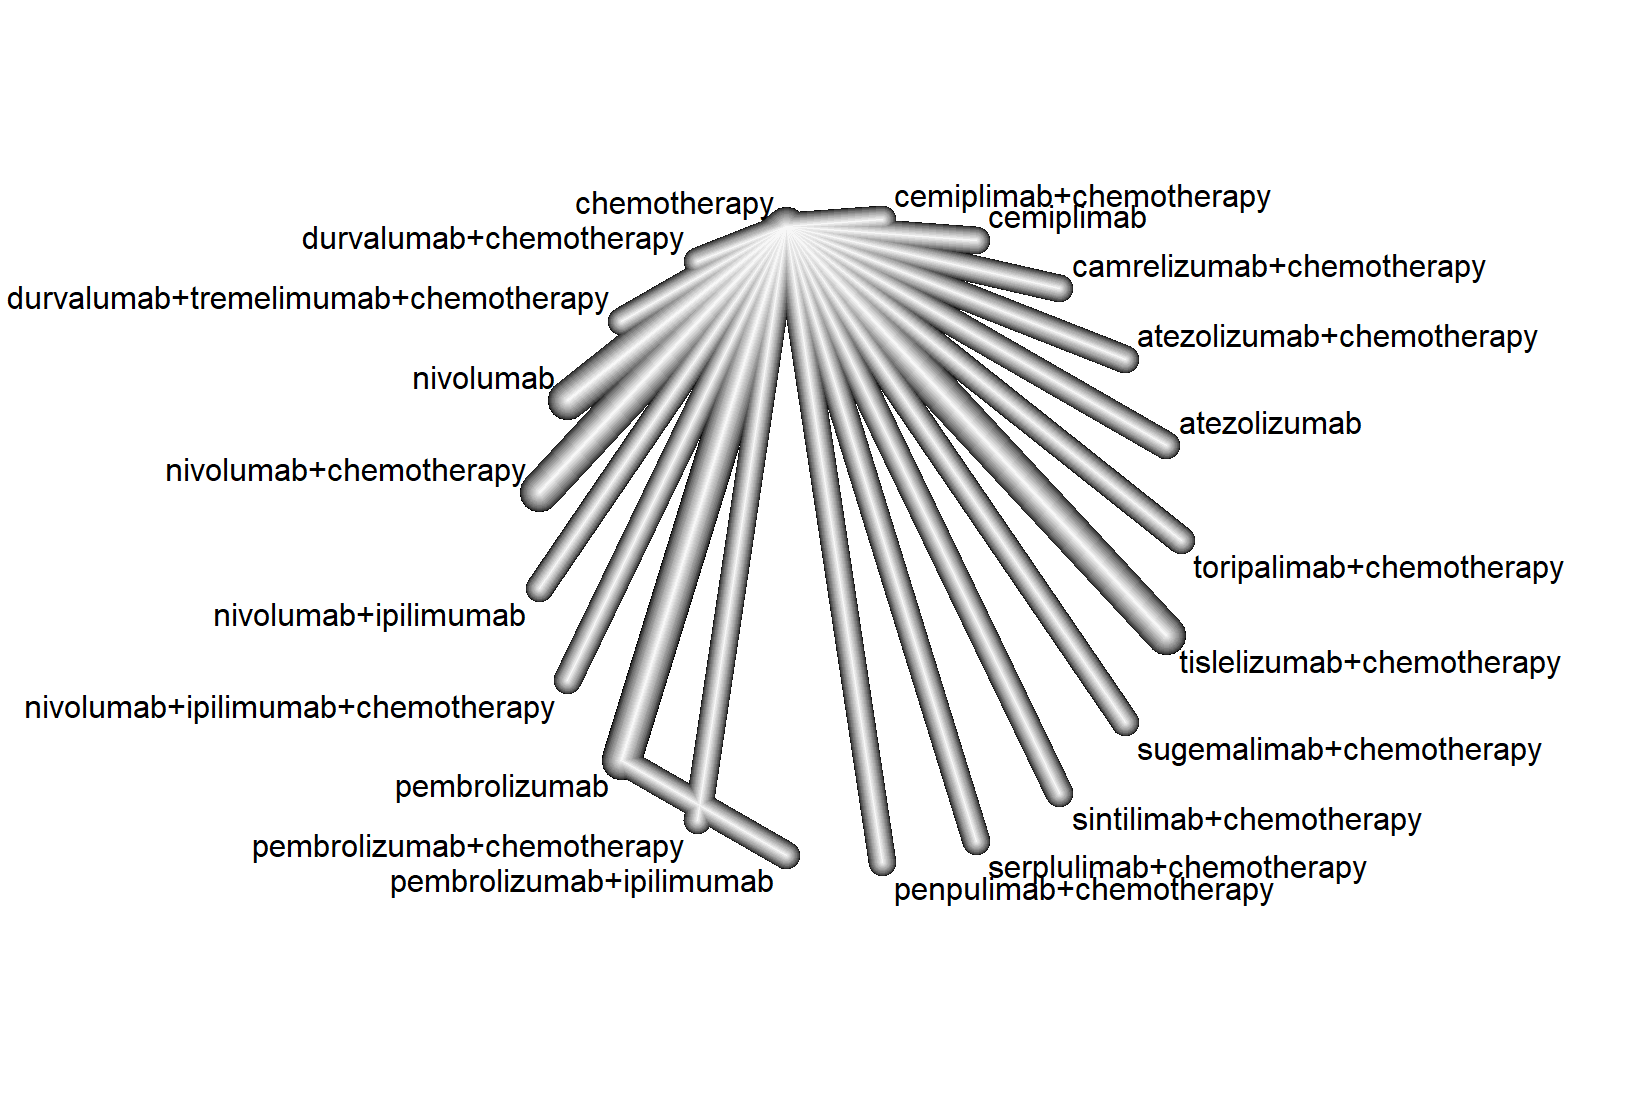 cemiplimab+chemotherapy
chemotherapy
cemiplimab
durvalumab+chemotherapy
camrelizumab+chemotherapy
durvalumab+tremelimumab+chemotherapy
atezolizumab+chemotherapy
nivolumab
atezolizumab
nivolumab+chemotherapy
toripalimab+chemotherapy
nivolumab+ipilimumab
tislelizumab+chemotherapy
nivolumab+ipilimumab+chemotherapy
sugemalimab+chemotherapy
pembrolizumab
sintilimab+chemotherapy
pembrolizumab+chemotherapy
serplulimab+chemotherapy
pembrolizumab+ipilimumab
penpulimab+chemotherapy